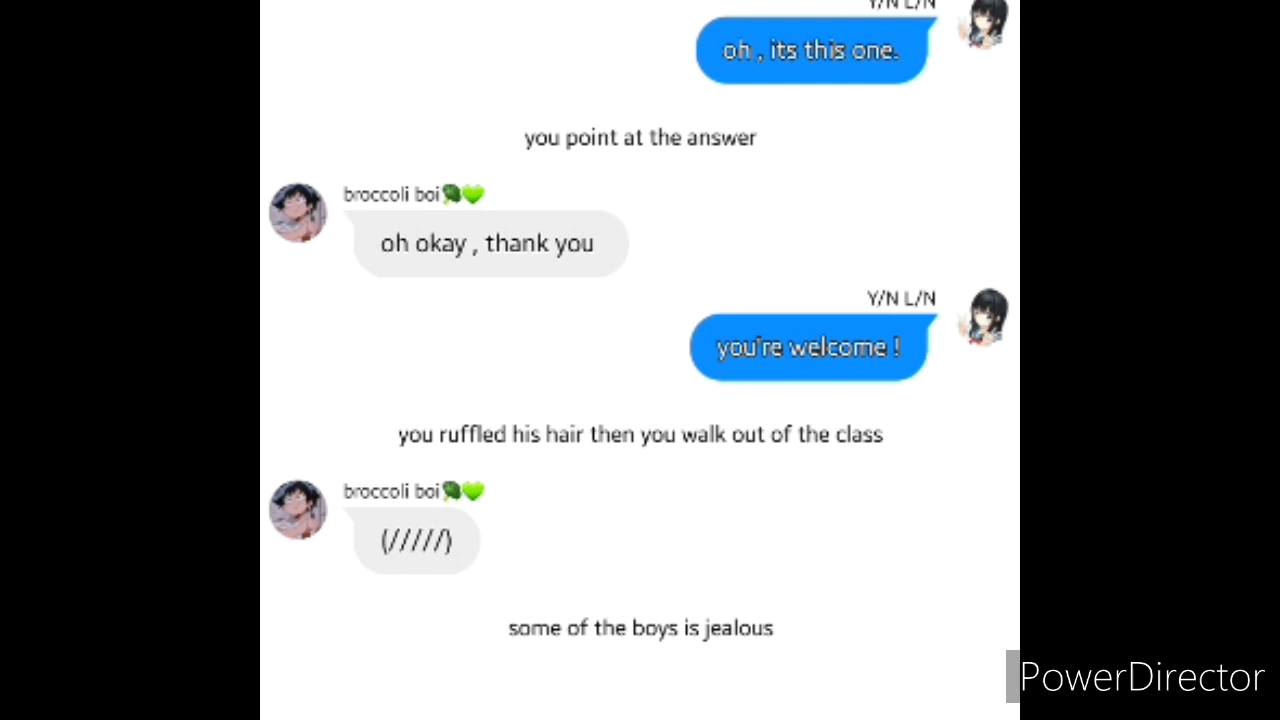 Y/N L/N
oh , its this one.
you point at the answer
broccoli boi🥦💚
oh okay , thank you
Y/N L/N
you're welcome !
you ruffled his hair then you walk out of the class
broccoli boi🥦💚
(/////)
some of the boys is jealous
PowerDirector